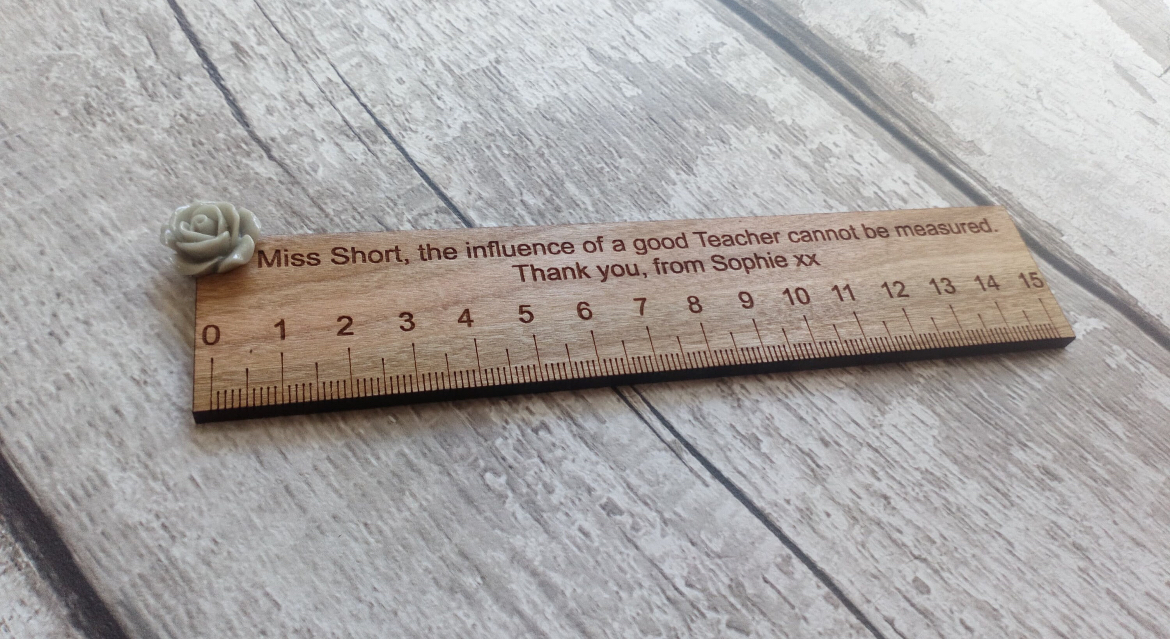 Miss Short, the influence of a good Teacher cannot be measured.
Thank you, from Sophie xx
0 1 2 3 4 5 6 7 8 9 10 11 12 13 14 15